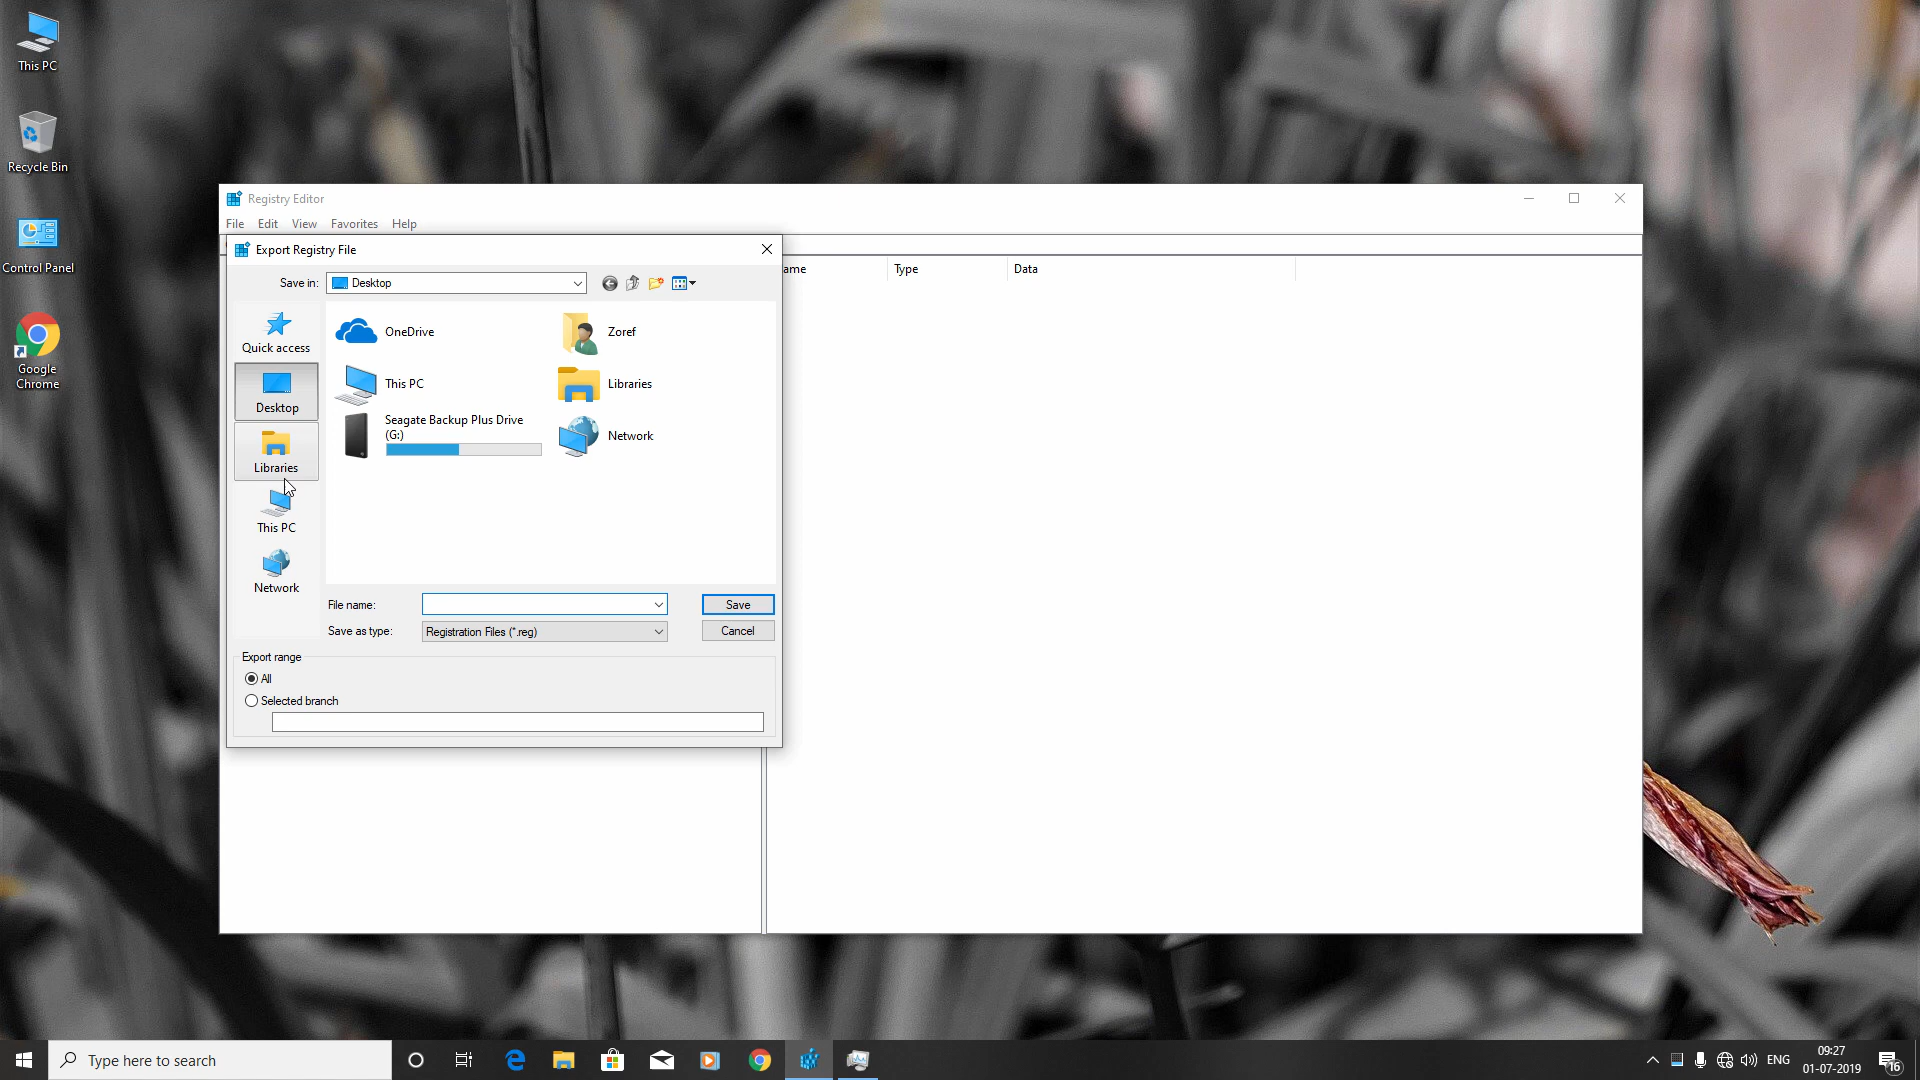 This PC
Recycle Bin
Control Panel
Google
Chrome
Registry Editor
File Edit View Favorites Help
Export Registry File
Save in: Desktop
ame Type Data
Quick access
Desktop
Libraries
This PC
Network
OneDrive
Zoref
This PC
Libraries
Seagate Backup Plus Drive
(G:)
Network
File name:
Save
Save as type: Registration Files (*.reg)
Cancel
Export range
All
Selected branch
Type here to search
ENG
09:27
01-07-2019
16